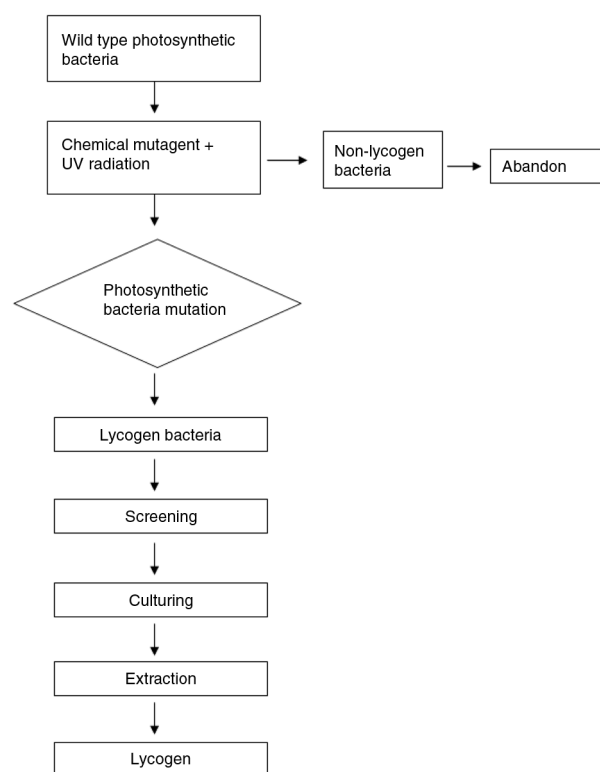 Wild type photosynthetic
bacteria
Chemical mutagent +
UV radiation
Non-lycogen
bacteria
Abandon
Photosynthetic
bacteria mutation
Lycogen bacteria
Screening
Culturing
Extraction
Lycogen